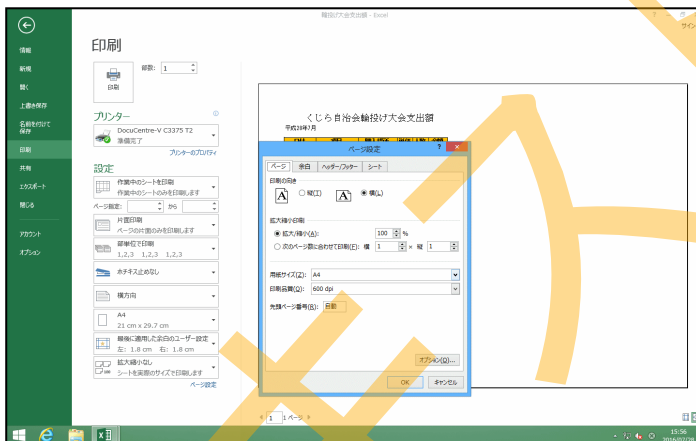 輪投げ大会支出額 - Excel
? － 
サイン
情報
新規
開く
上書き保存
名前を付けて
保存
印刷
共有
エクスポート
閉じる
アカウント
オプション
印刷
部数: 1
印刷
プリンター
DocuCentre-V C3375 T2
準備完了
プリンターのプロパティ
設定
作業中のシートを印刷
作業中のシートのみを印刷します
ページ指定: から
片面印刷
ページの片面のみを印刷します
部単位で印刷
1,2,3 1,2,3 1,2,3
ホチキス止めなし
横方向
A4
21 cm x 29.7 cm
最後に適用した余白のユーザー設定
左: 1.8 cm 右: 1.8 cm
拡大縮小なし
シートを実際のサイズで印刷します
ページ設定
くじら自治会輪投げ大会支出額
平成28年7月
ページ設定
? ×
ページ 余白 ヘッダー/フッター シート
印刷の向き
A 縦(T) A 横(L)
拡大縮小印刷
拡大/縮小(A): 100 %
次のページ数に合わせて印刷(F): 横 1 × 縦 1
用紙サイズ(Z): A4
印刷品質(Q): 600 dpi
先頭ページ番号(R): 自動
オプション(O)...
OK キャンセル
1 1 ページ
15:56
2016/07/28